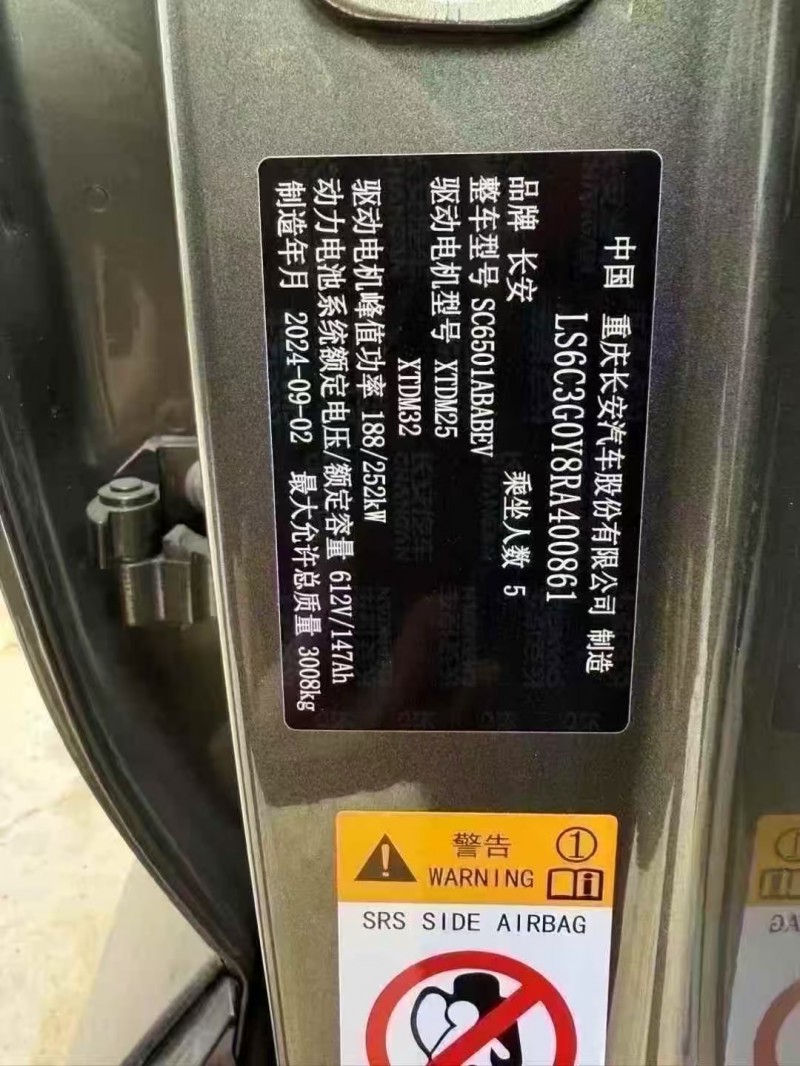 中国 重庆长安汽车股份有限公司 制造
LS6C3G0Y8RA400861
品牌 长安 乘坐人数 5
整车型号 SC6501ABABEV
驱动电机型号 XTDM25
XTDM32
驱动电机峰值功率 188/252kW
动力电池系统额定电压/额定容量 612V/147Ah
制造年月 2024-09-02 最大允许总质量 3008kg
警告 ①
WARNING
SRS SIDE AIRBAG